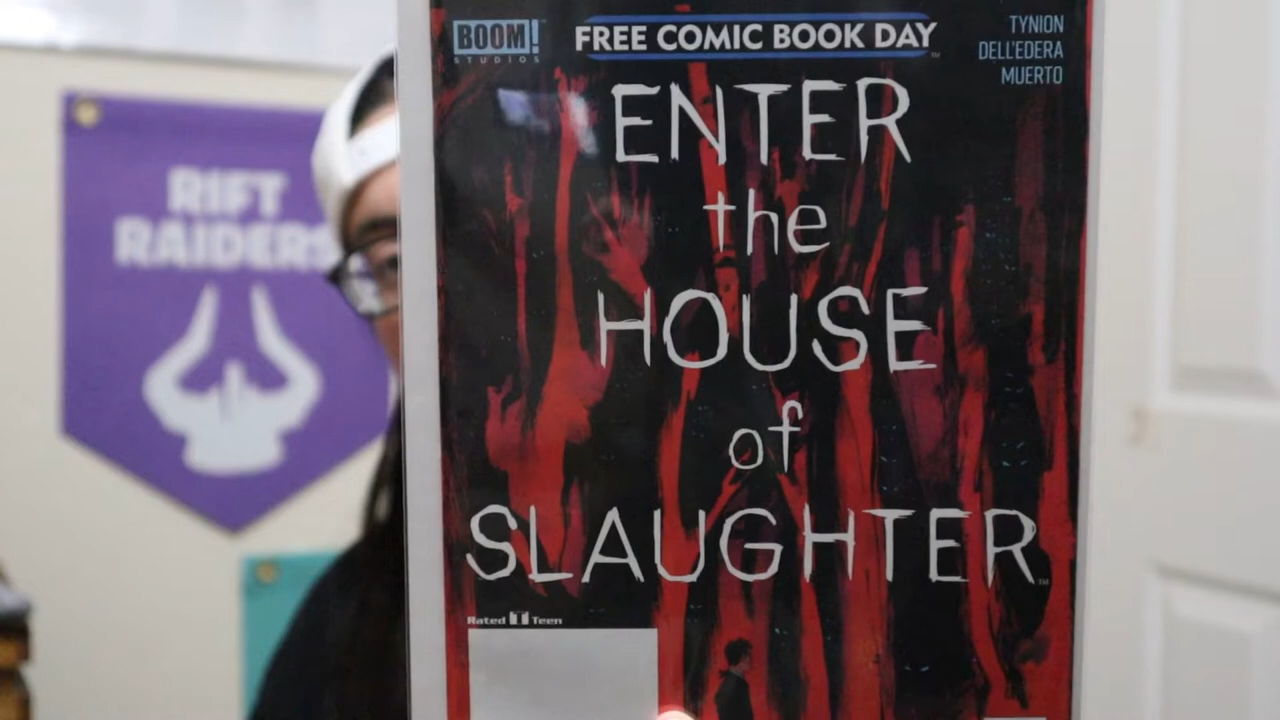 RIFT
RAIDERS
BOOM!
STUDIOS
FREE COMIC BOOK DAY
TYNION
DELL'EDERA
MUERTO
ENTER
the
HOUSE
of
SLAUGHTER
Rated T Teen